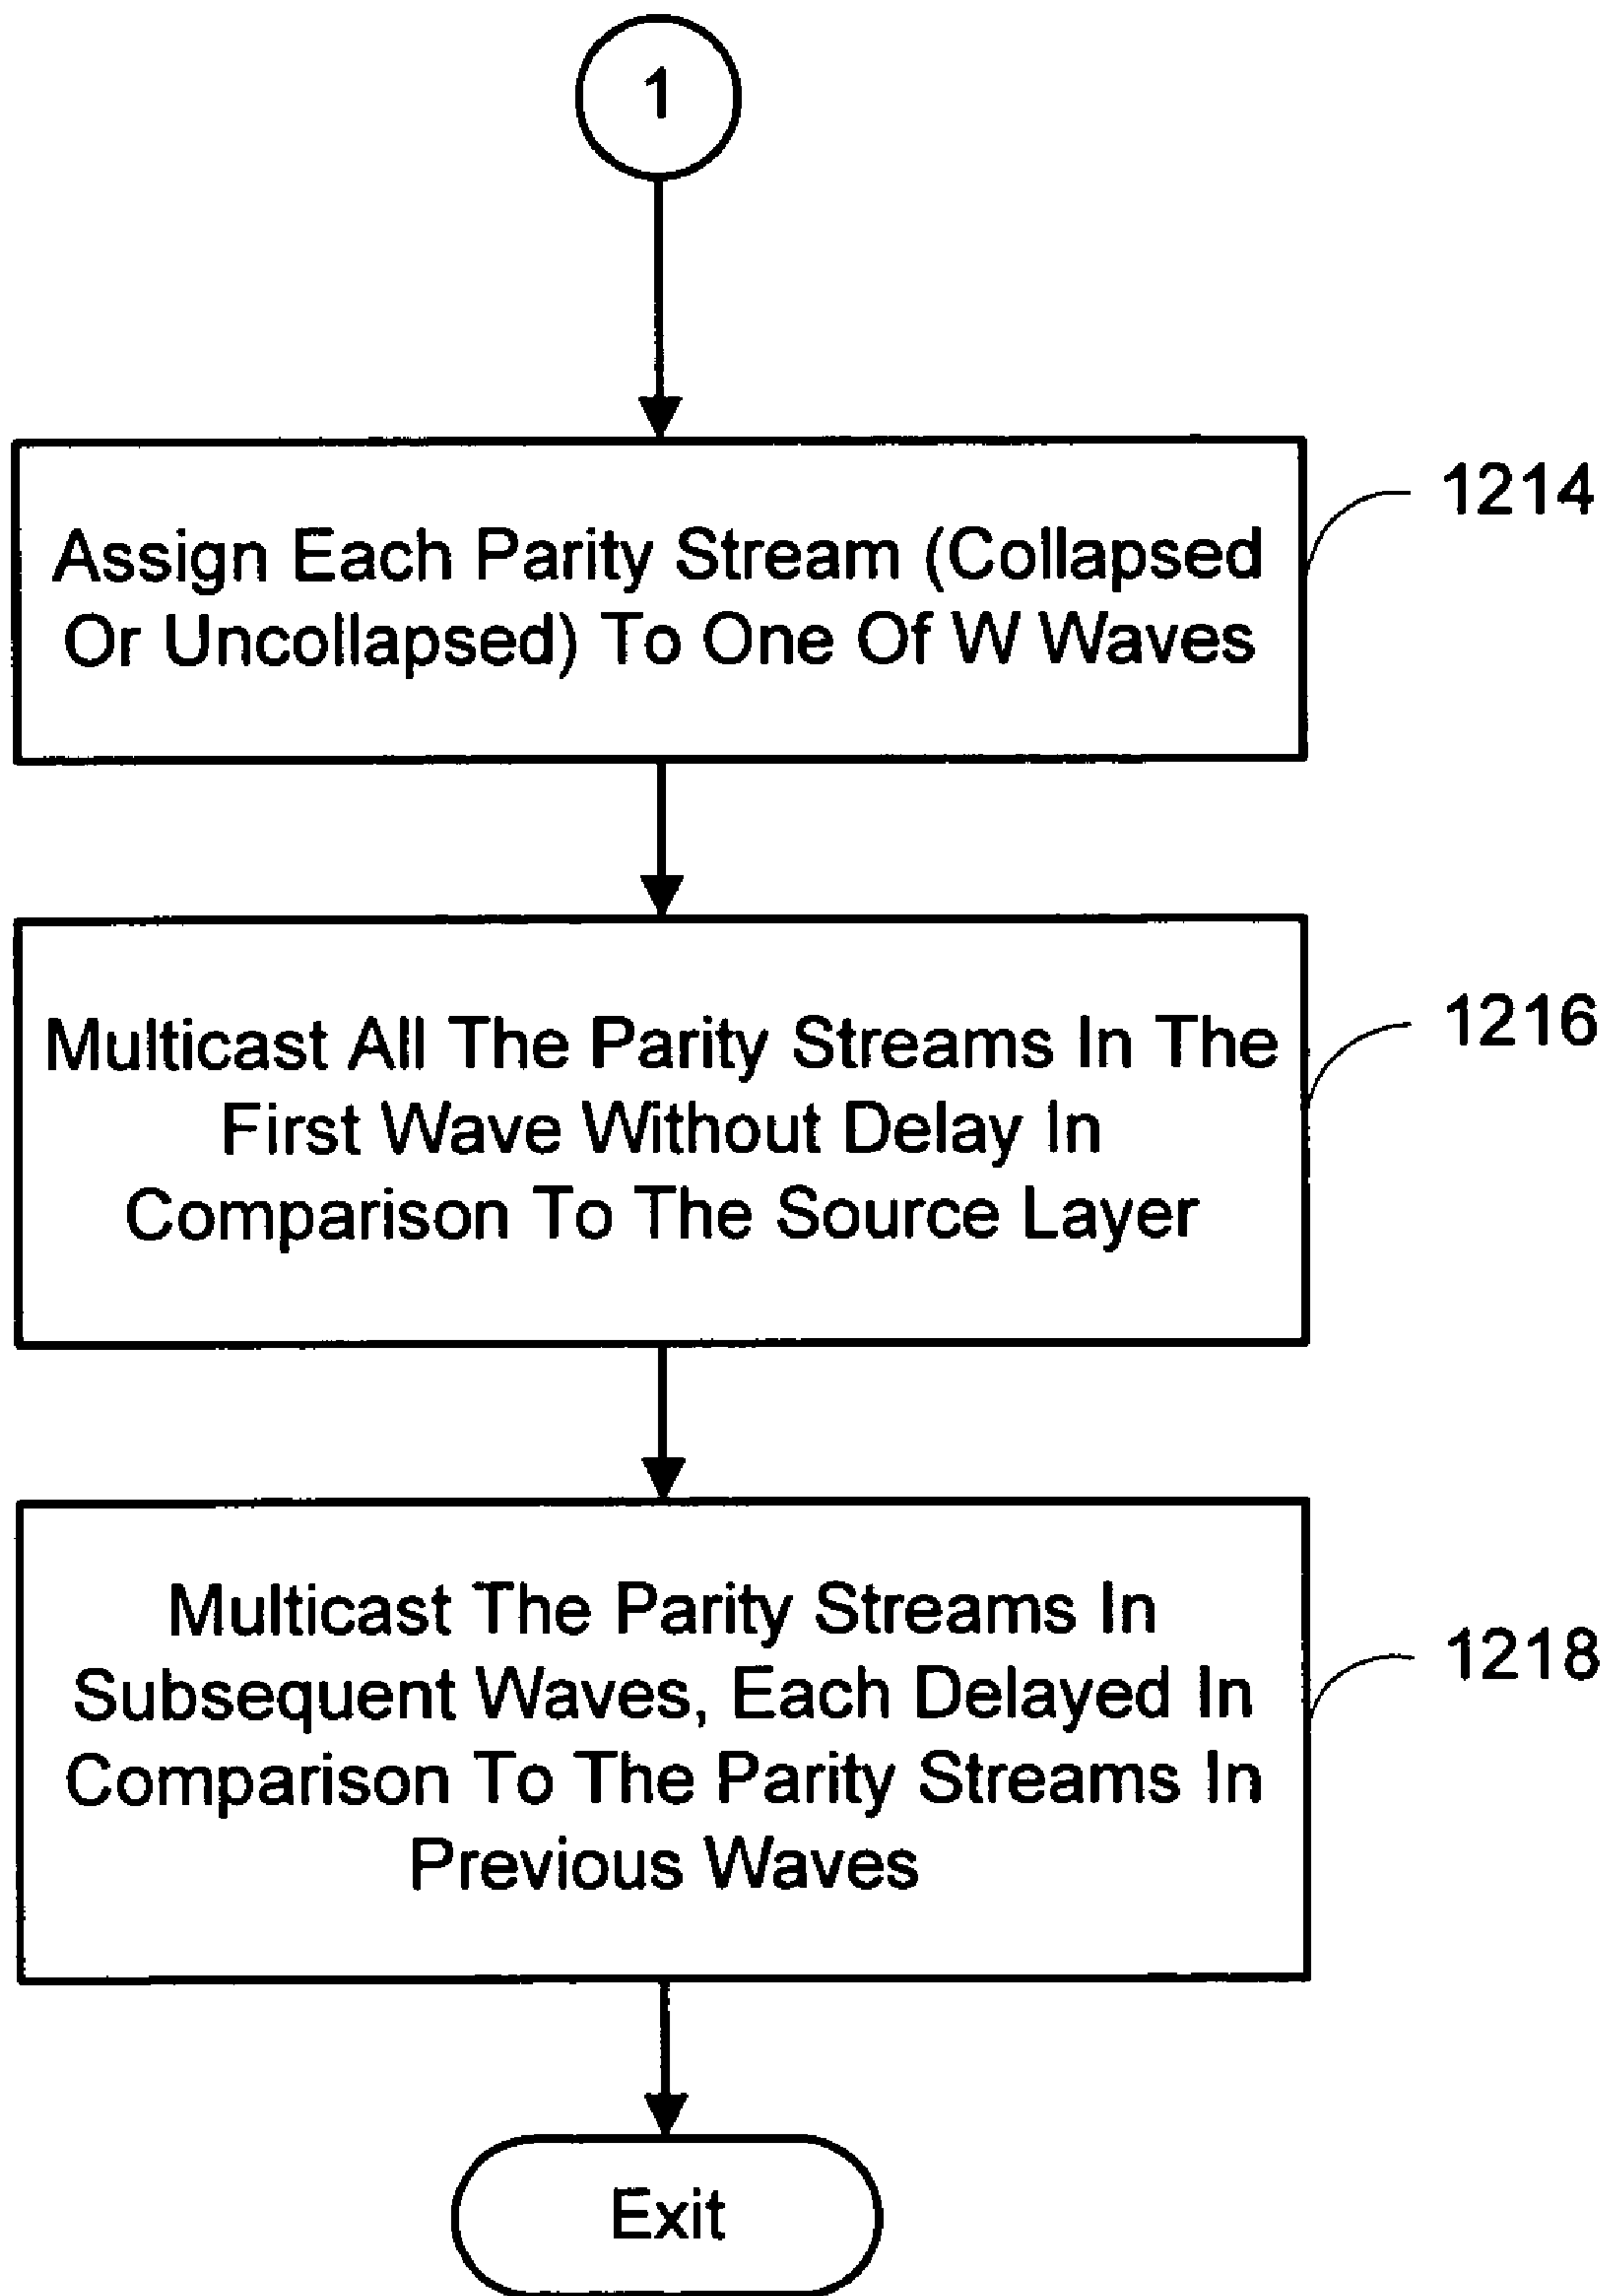 1
Assign Each Parity Stream (Collapsed
Or Uncollapsed) To One Of W Waves
1214
Multicast All The Parity Streams In The
First Wave Without Delay In
Comparison To The Source Layer
1216
Multicast The Parity Streams In
Subsequent Waves, Each Delayed In
Comparison To The Parity Streams In
Previous Waves
1218
Exit